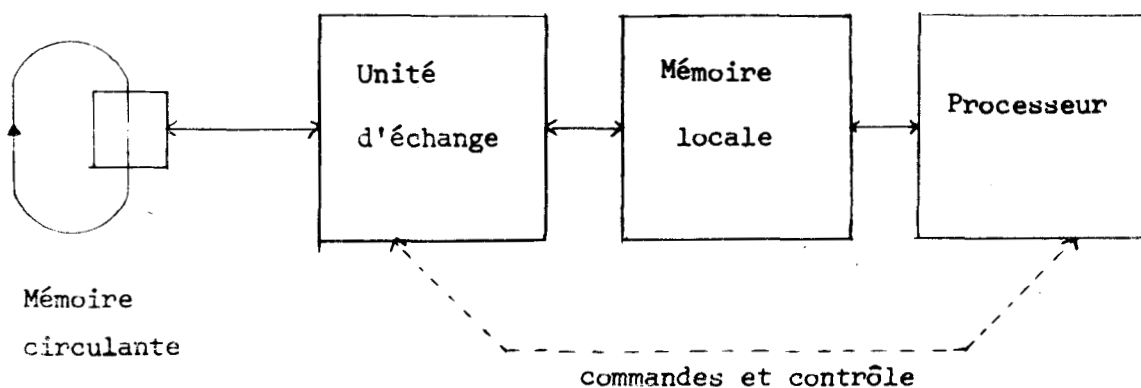 Unité
d'échange
Mémoire
locale
Processeur
Mémoire
circulante
commandes et contrôle